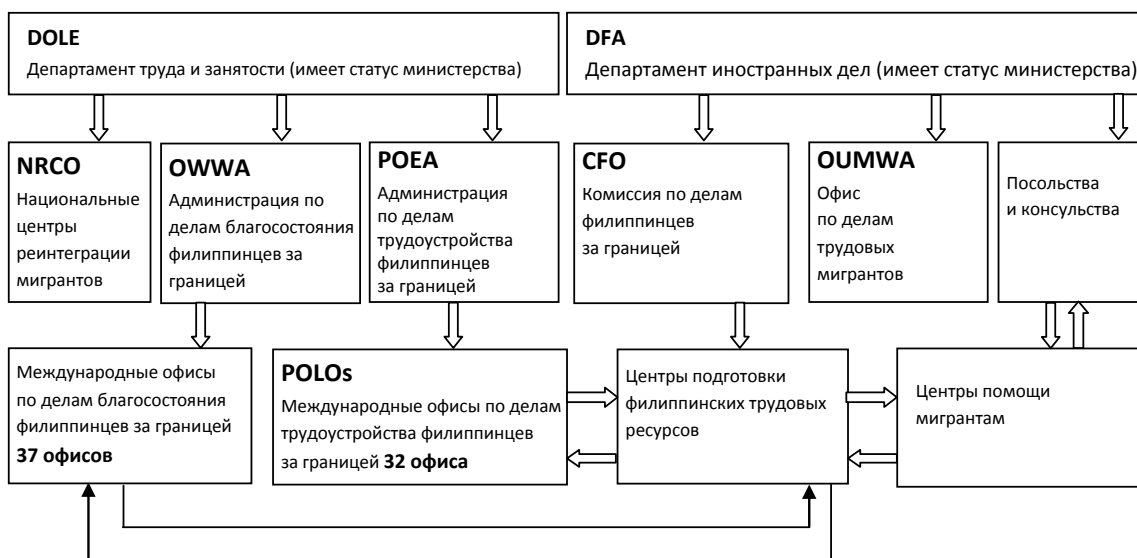 DOLE
Департамент труда и занятости (имеет статус министерства)
DFA
Департамент иностранных дел (имеет статус министерства)
NRCO
Национальные
центры
реинтеграции
мигрантов
OWWA
Администрация по
делам благосостояния
филиппинцев за
границей
POEA
Администрация
по делам
трудоустройства
филиппинцев
за границей
CFO
Комиссия по делам
филиппинцев
за границей
OUMWA
Офис
по делам
трудовых
мигрантов
Посольства
и консульства
Международные офисы
по делам благосостояния
филиппинцев за границей
37 офисов
POLOs
Международные офисы по делам
трудоустройства филиппинцев
за границей 32 офиса
Центры подготовки
филиппинских трудовых
ресурсов
Центры помощи
мигрантам